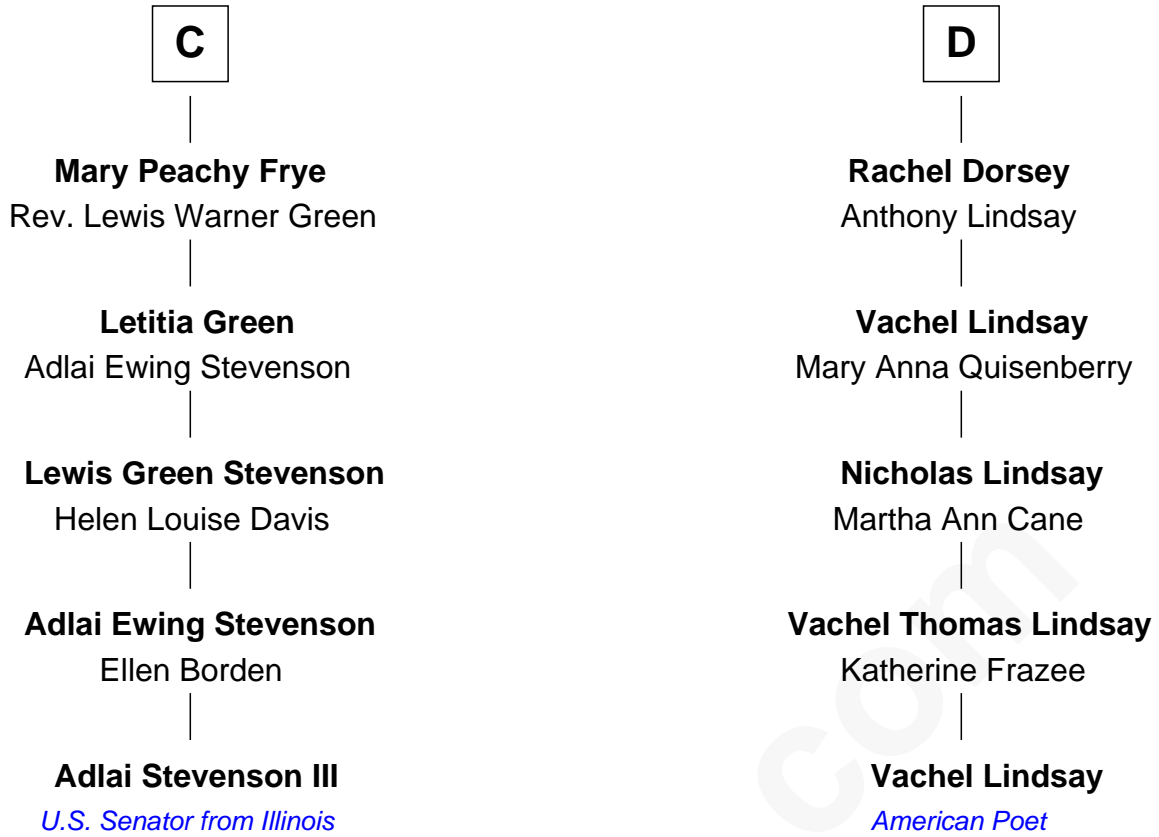 C
Mary Peachy Frye
Rev. Lewis Warner Green
Letitia Green
Adlai Ewing Stevenson
Lewis Green Stevenson
Helen Louise Davis
Adlai Ewing Stevenson
Ellen Borden
Adlai Stevenson III
U.S. Senator from Illinois
D
Rachel Dorsey
Anthony Lindsay
Vachel Lindsay
Mary Anna Quisenberry
Nicholas Lindsay
Martha Ann Cane
Vachel Thomas Lindsay
Katherine Frazee
Vachel Lindsay
American Poet
com